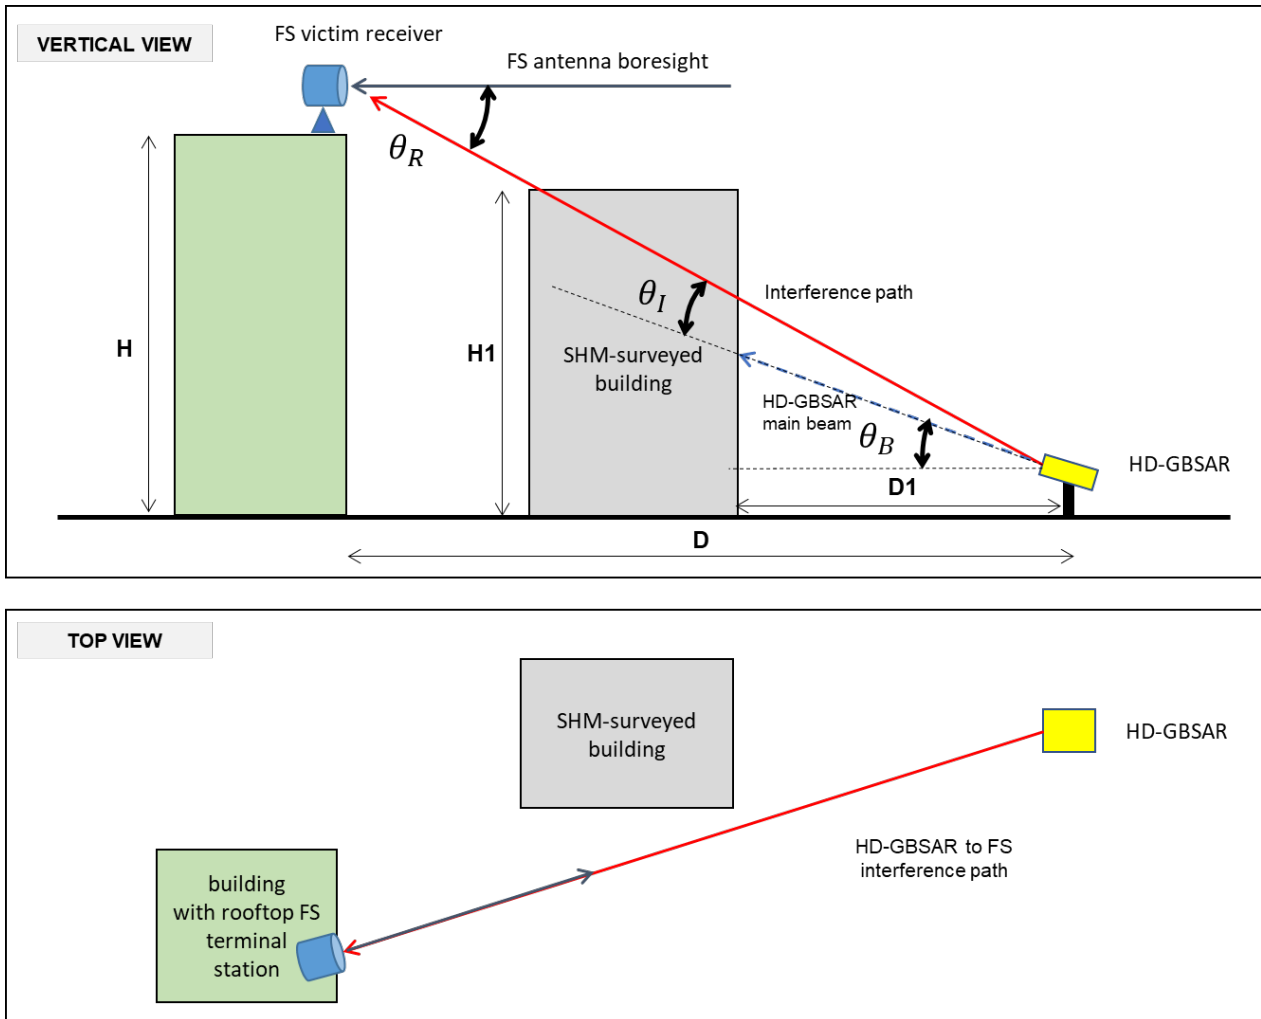 VERTICAL VIEW
FS victim receiver
FS antenna boresight
θR
H
H1
θI
Interference path
SHM-surveyed
building
HD-GBSAR
main beam
θB
HD-GBSAR
D1
D
TOP VIEW
SHM-surveyed
building
HD-GBSAR
HD-GBSAR to FS
interference path
building
with rooftop FS
terminal
station